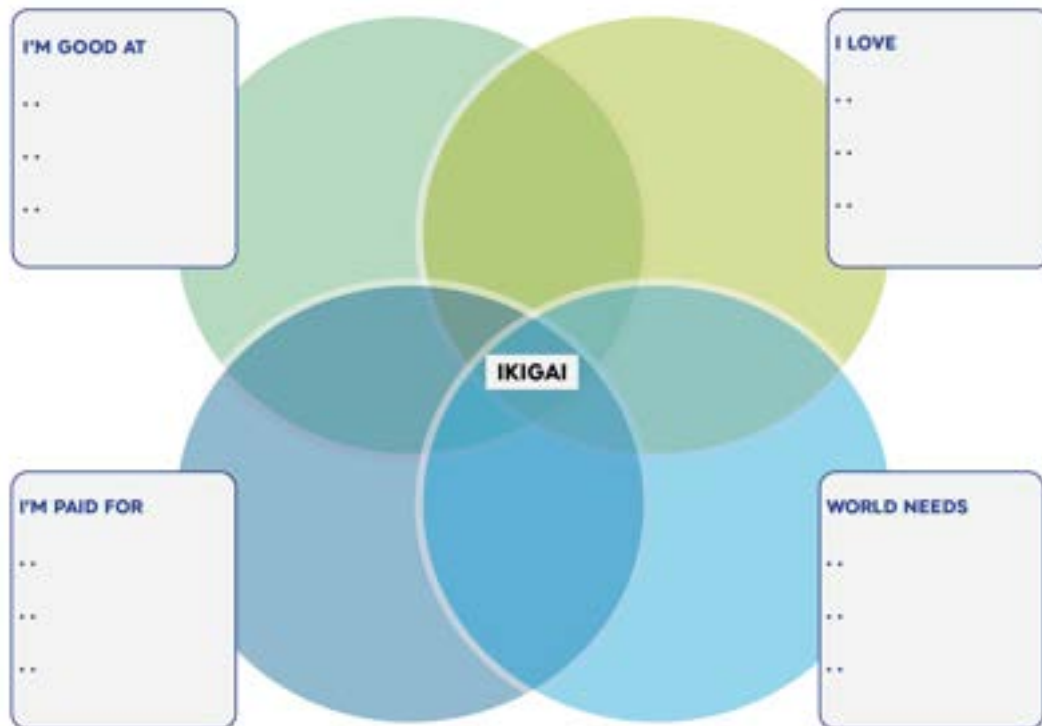 I'M GOOD AT
..
..
..
I LOVE
..
..
..
IKIGAI
I'M PAID FOR
..
..
..
WORLD NEEDS
..
..
..